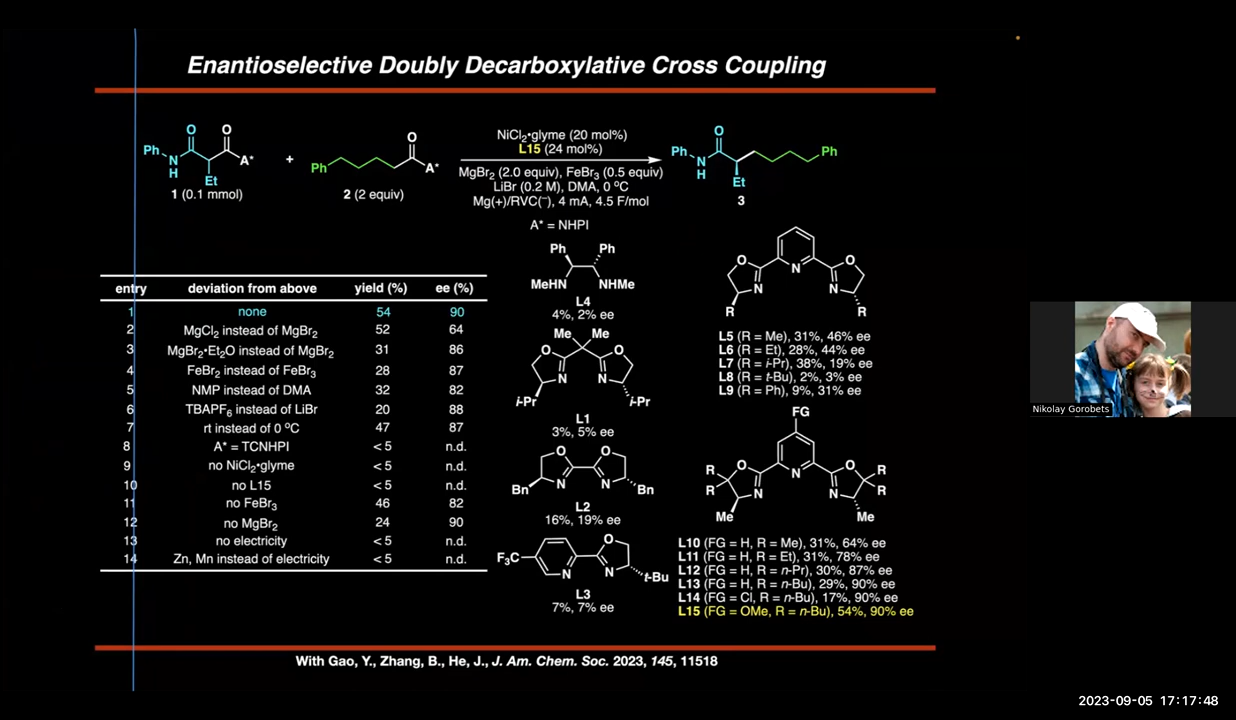 Enantioselective Doubly Decarboxylative Cross Coupling
Ph N H O O A* Et
1 (0.1 mmol)
+
Ph O A*
2 (2 equiv)
NiCl2•glyme (20 mol%)
L15 (24 mol%)
MgBr2 (2.0 equiv), FeBr3 (0.5 equiv)
LiBr (0.2 M), DMA, 0 ºC
Mg(+)/RVC(−), 4 mA, 4.5 F/mol
A* = NHPI
Ph N H O Et Ph
3
entry deviation from above yield (%) ee (%)
1 none 54 90
2 MgCl2 instead of MgBr2 52 64
3 MgBr2•Et2O instead of MgBr2 31 86
4 FeBr2 instead of FeBr3 28 87
5 NMP instead of DMA 32 82
6 TBAPF6 instead of LiBr 20 88
7 rt instead of 0 ºC 47 87
8 A* = TCNHPI < 5 n.d.
9 no NiCl2•glyme < 5 n.d.
10 no L15 < 5 n.d.
11 no FeBr3 46 82
12 no MgBr2 24 90
13 no electricity < 5 n.d.
14 Zn, Mn instead of electricity < 5 n.d.
Ph Ph
MeHN NHMe
L4
4%, 2% ee
Me Me
O O
N N
i-Pr i-Pr
L1
3%, 5% ee
O O
N N
Bn Bn
L2
16%, 19% ee
F3C N O N t-Bu
L3
7%, 7% ee
O N O
N N
R R
L5 (R = Me), 31%, 46% ee
L6 (R = Et), 28%, 44% ee
L7 (R = i-Pr), 38%, 19% ee
L8 (R = t-Bu), 2%, 3% ee
L9 (R = Ph), 9%, 31% ee
FG
R O N O R
R N N R
Me Me
L10 (FG = H, R = Me), 31%, 64% ee
L11 (FG = H, R = Et), 31%, 78% ee
L12 (FG = H, R = n-Pr), 30%, 87% ee
L13 (FG = H, R = n-Bu), 29%, 90% ee
L14 (FG = Cl, R = n-Bu), 17%, 90% ee
L15 (FG = OMe, R = n-Bu), 54%, 90% ee
With Gao, Y., Zhang, B., He, J., J. Am. Chem. Soc. 2023, 145, 11518
Nikolay Gorobets
2023-09-05 17:17:48